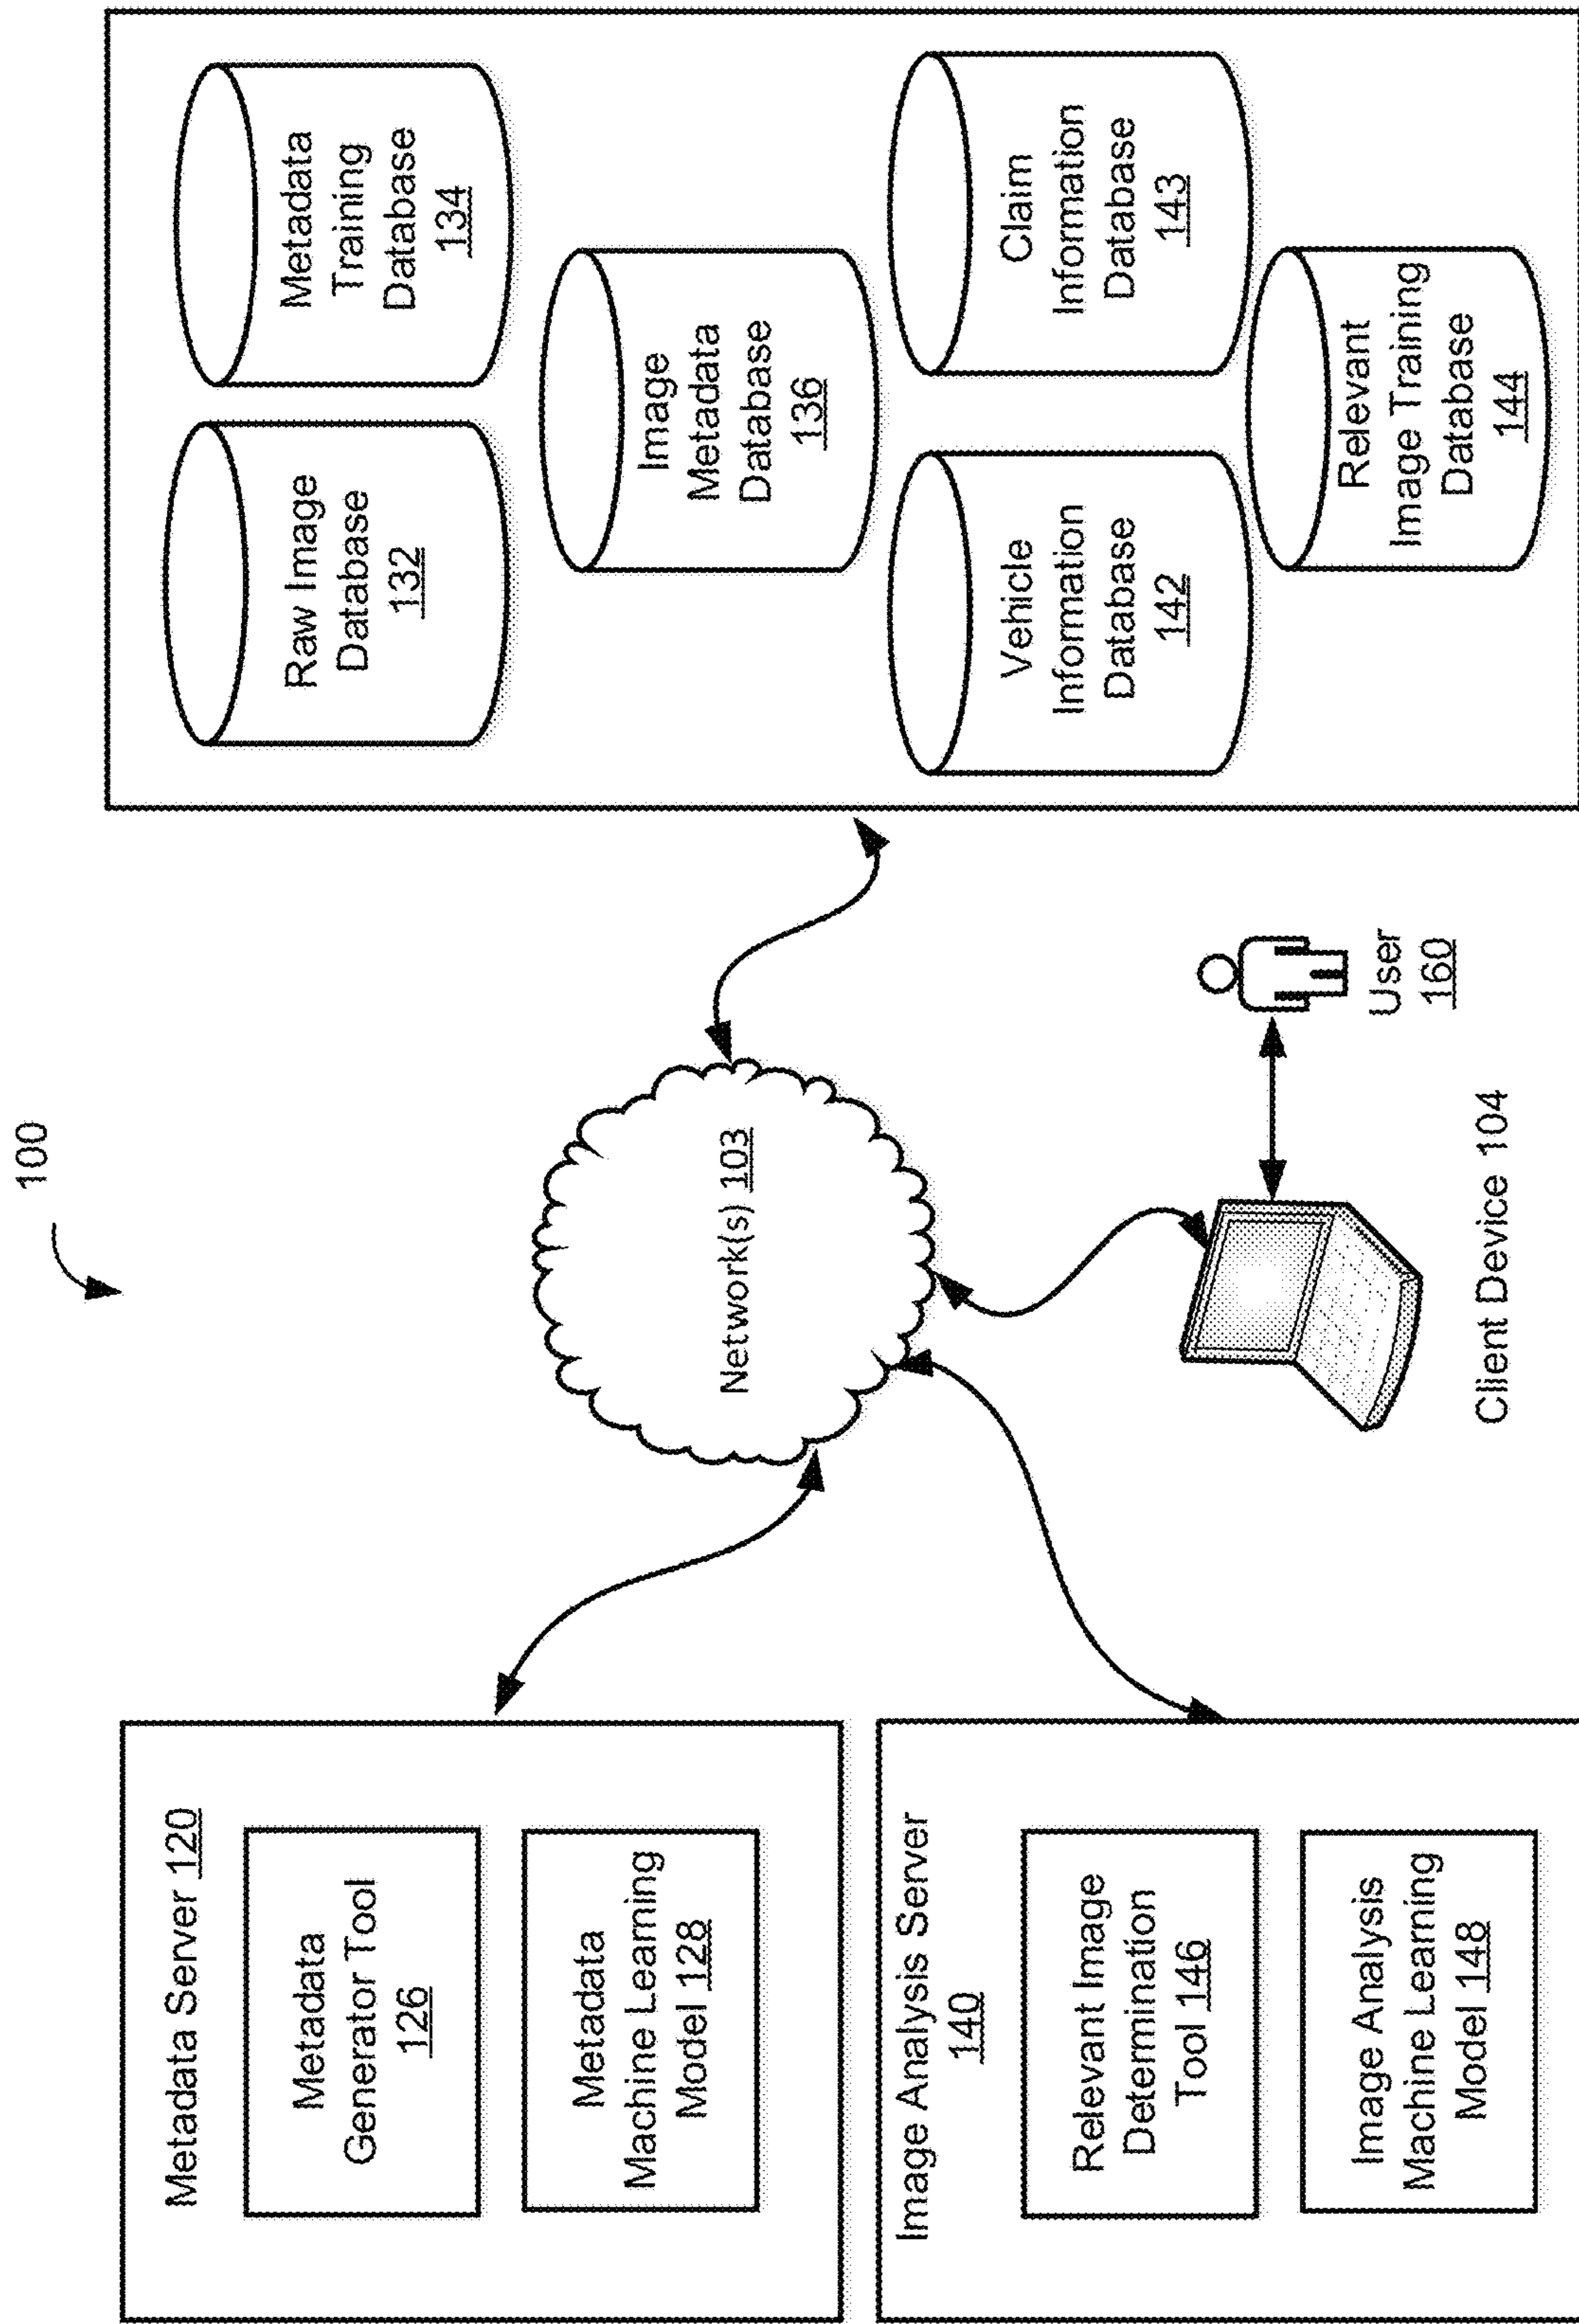 100
Metadata Server 120
Metadata
Generator Tool
126
Metadata
Machine Learning
Model 128
Image Analysis Server
140
Relevant Image
Determination
Tool 146
Image Analysis
Machine Learning
Model 148
Network(s) 103
Client Device 104
User
160
Raw Image
Database
132
Metadata
Training
Database
134
Image
Metadata
Database
136
Vehicle
Information
Database
142
Claim
Information
Database
143
Relevant
Image Training
Database
144